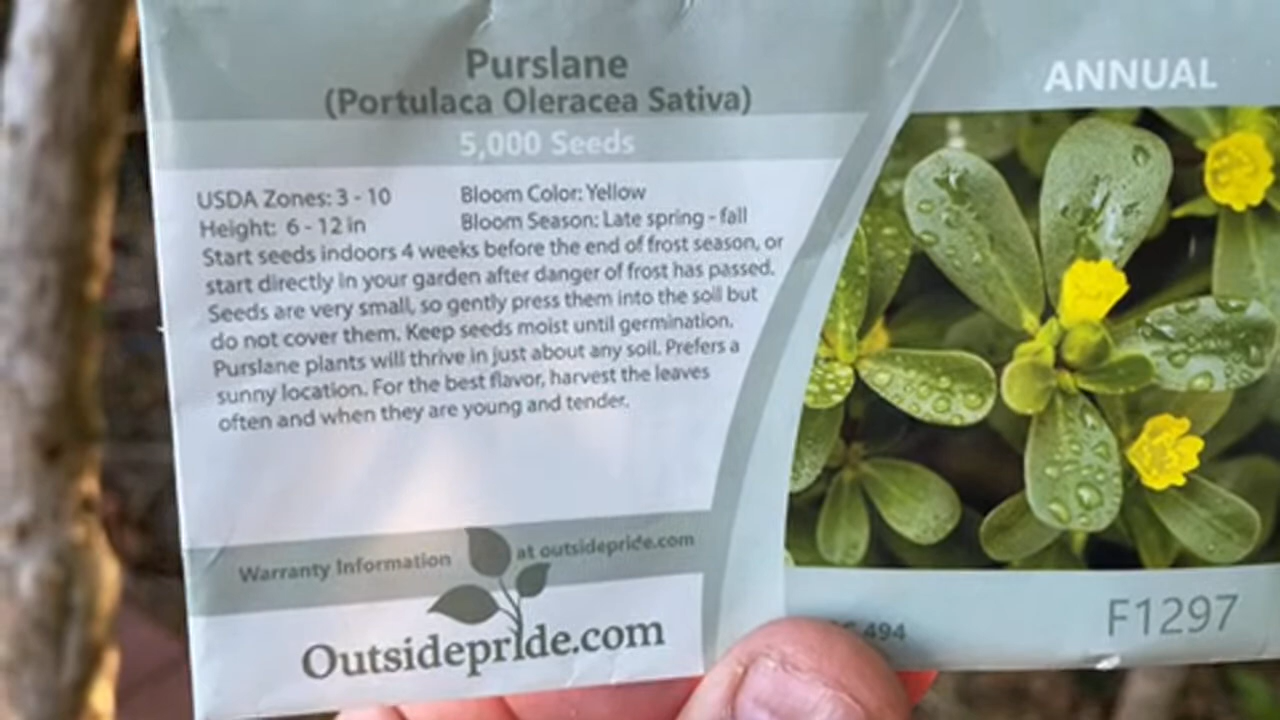 Purslane
(Portulaca Oleracea Sativa)
5,000 Seeds
USDA Zones: 3 - 10 Bloom Color: Yellow
Height: 6 - 12 in Bloom Season: Late spring - fall
Start seeds indoors 4 weeks before the end of frost season, or
start directly in your garden after danger of frost has passed.
Seeds are very small, so gently press them into the soil but
do not cover them. Keep seeds moist until germination.
Purslane plants will thrive in just about any soil. Prefers a
sunny location. For the best flavor, harvest the leaves
often and when they are young and tender.
Warranty Information at outsidepride.com
Outsidepride.com
ANNUAL
494
F1297